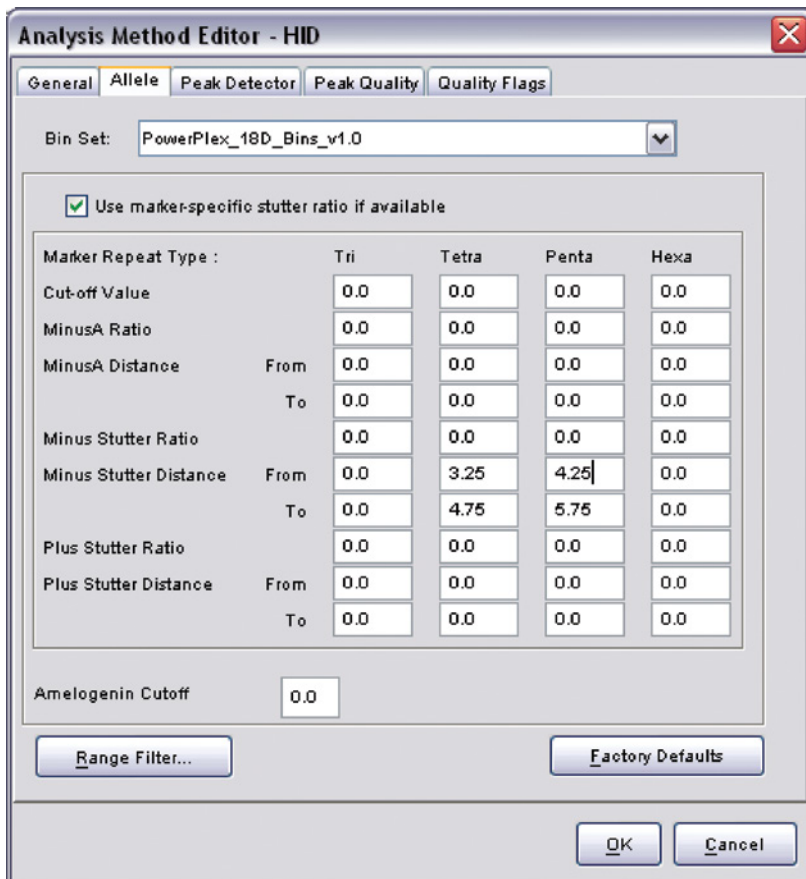 Analysis Method Editor - HID
General Allele Peak Detector Peak Quality Quality Flags
Bin Set: PowerPlex_18D_Bins_v1.0
Use marker-specific stutter ratio if available
Marker Repeat Type : Tri Tetra Penta Hexa
Cut-off Value 0.0 0.0 0.0 0.0
MinusA Ratio 0.0 0.0 0.0 0.0
MinusA Distance From 0.0 0.0 0.0 0.0
To 0.0 0.0 0.0 0.0
Minus Stutter Ratio 0.0 0.0 0.0 0.0
Minus Stutter Distance From 0.0 3.25 4.25 0.0
To 0.0 4.75 5.75 0.0
Plus Stutter Ratio 0.0 0.0 0.0 0.0
Plus Stutter Distance From 0.0 0.0 0.0 0.0
To 0.0 0.0 0.0 0.0
Amelogenin Cutoff 0.0
Range Filter... Factory Defaults
OK Cancel